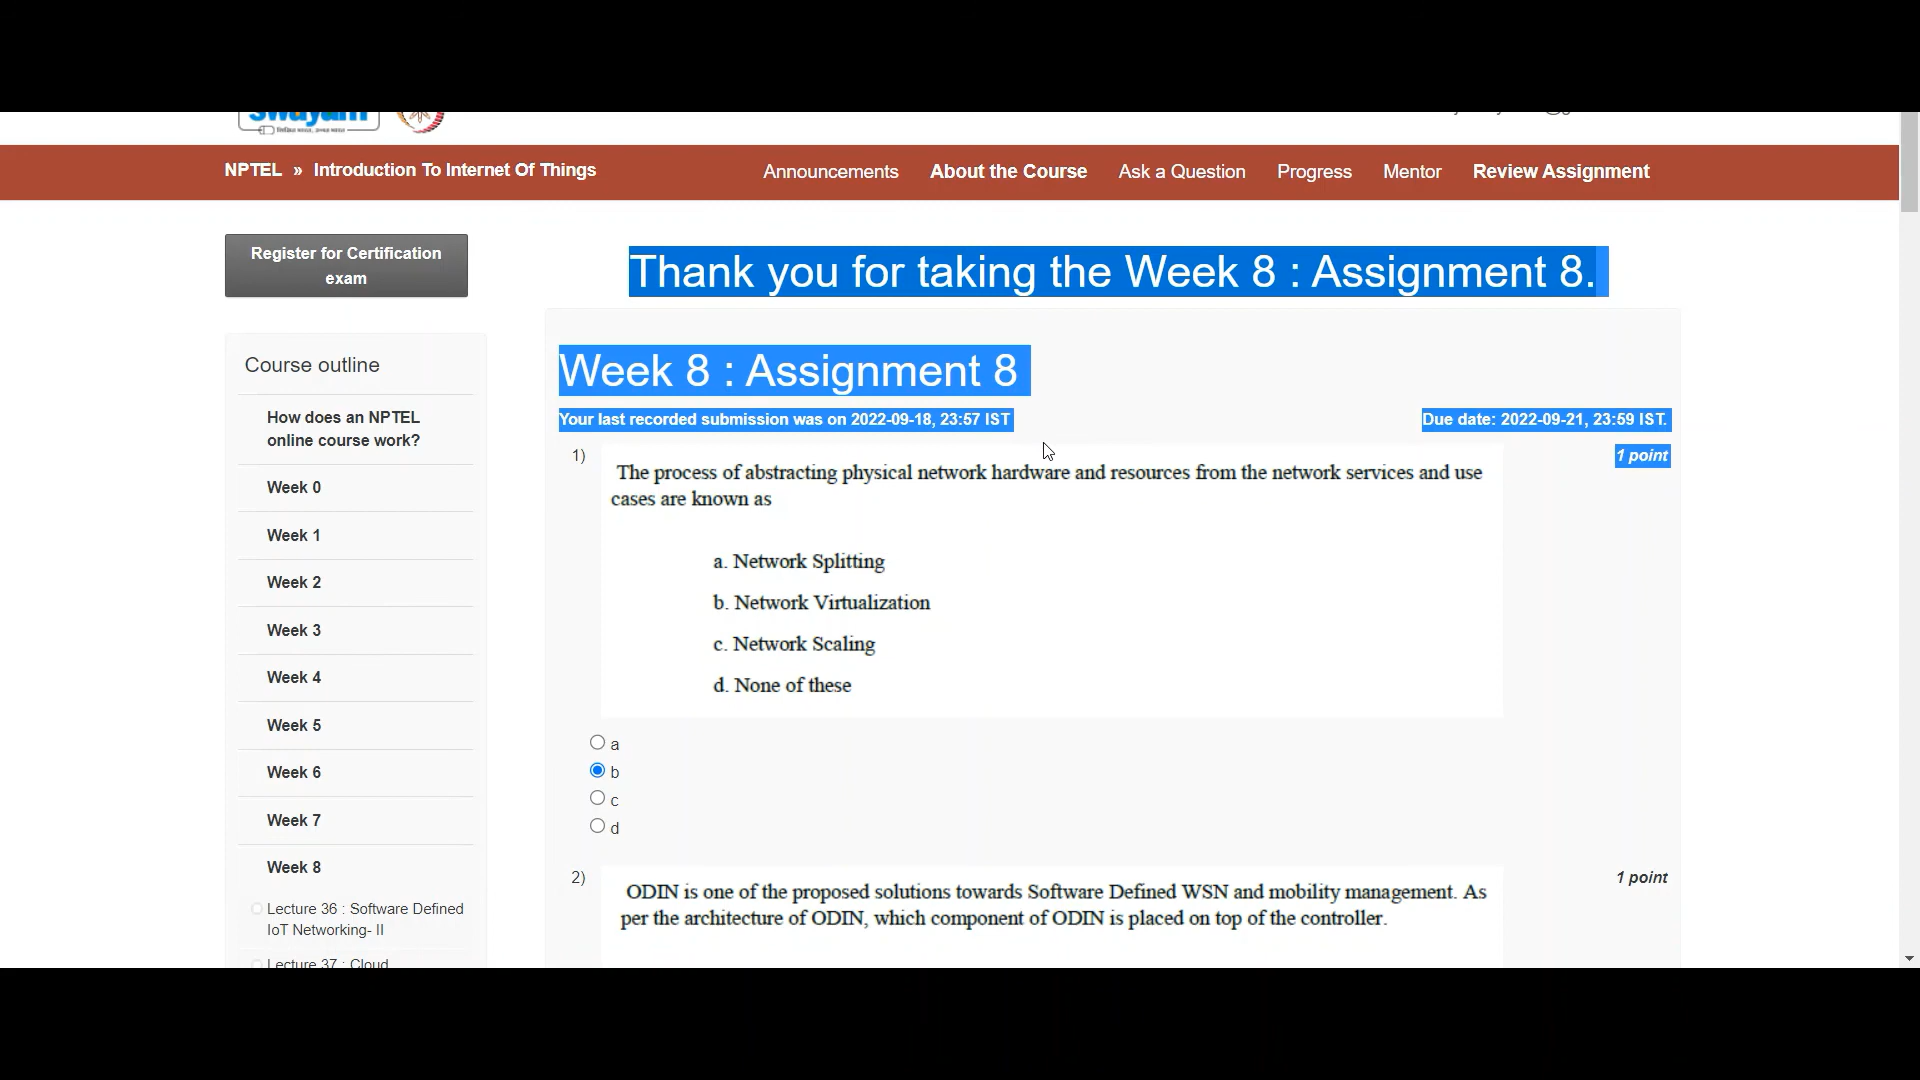 swayam
NPTEL » Introduction To Internet Of Things
Announcements About the Course Ask a Question Progress Mentor Review Assignment
Register for Certification
exam
Thank you for taking the Week 8 : Assignment 8.
Course outline
How does an NPTEL
online course work?
Week 0
Week 1
Week 2
Week 3
Week 4
Week 5
Week 6
Week 7
Week 8
Lecture 36 : Software Defined
IoT Networking- II
Lecture 37 : Cloud
Week 8 : Assignment 8
Your last recorded submission was on 2022-09-18, 23:57 IST Due date: 2022-09-21, 23:59 IST.
1) 1 point
The process of abstracting physical network hardware and resources from the network services and use
cases are known as
a. Network Splitting
b. Network Virtualization
c. Network Scaling
d. None of these
a
b
c
d
2) 1 point
ODIN is one of the proposed solutions towards Software Defined WSN and mobility management. As
per the architecture of ODIN, which component of ODIN is placed on top of the controller.